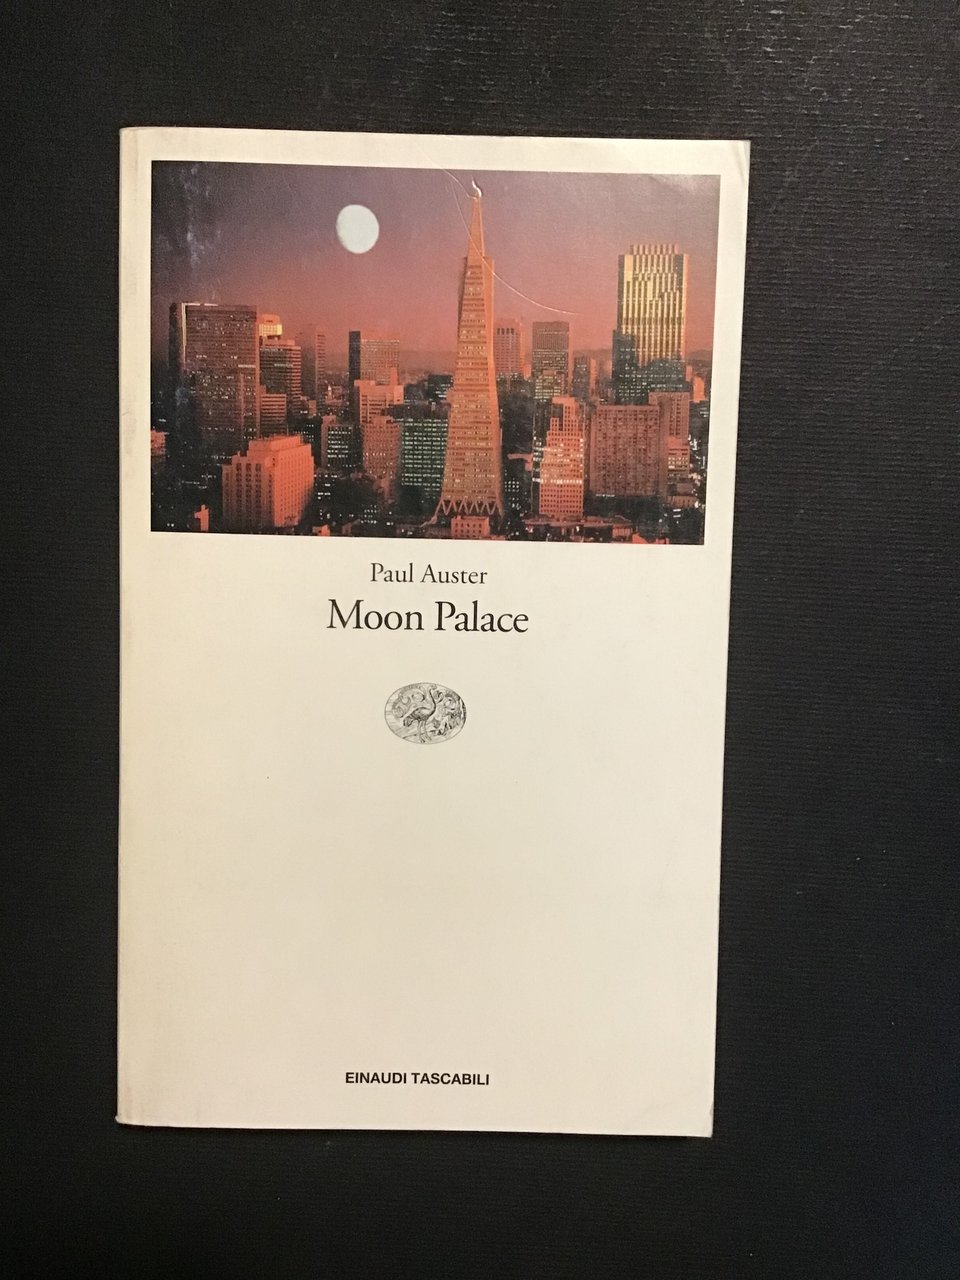 Paul Auster
Moon Palace
EINAUDI TASCABILI